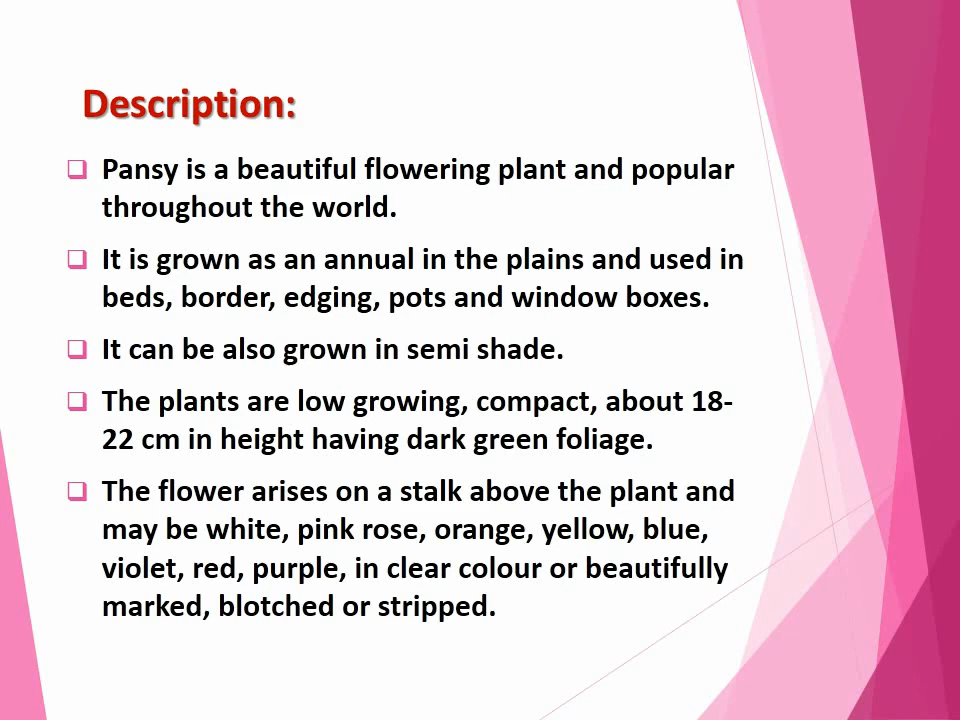 Description:
Pansy is a beautiful flowering plant and popular
throughout the world.
It is grown as an annual in the plains and used in
beds, border, edging, pots and window boxes.
It can be also grown in semi shade.
The plants are low growing, compact, about 18-
22 cm in height having dark green foliage.
The flower arises on a stalk above the plant and
may be white, pink rose, orange, yellow, blue,
violet, red, purple, in clear colour or beautifully
marked, blotched or stripped.